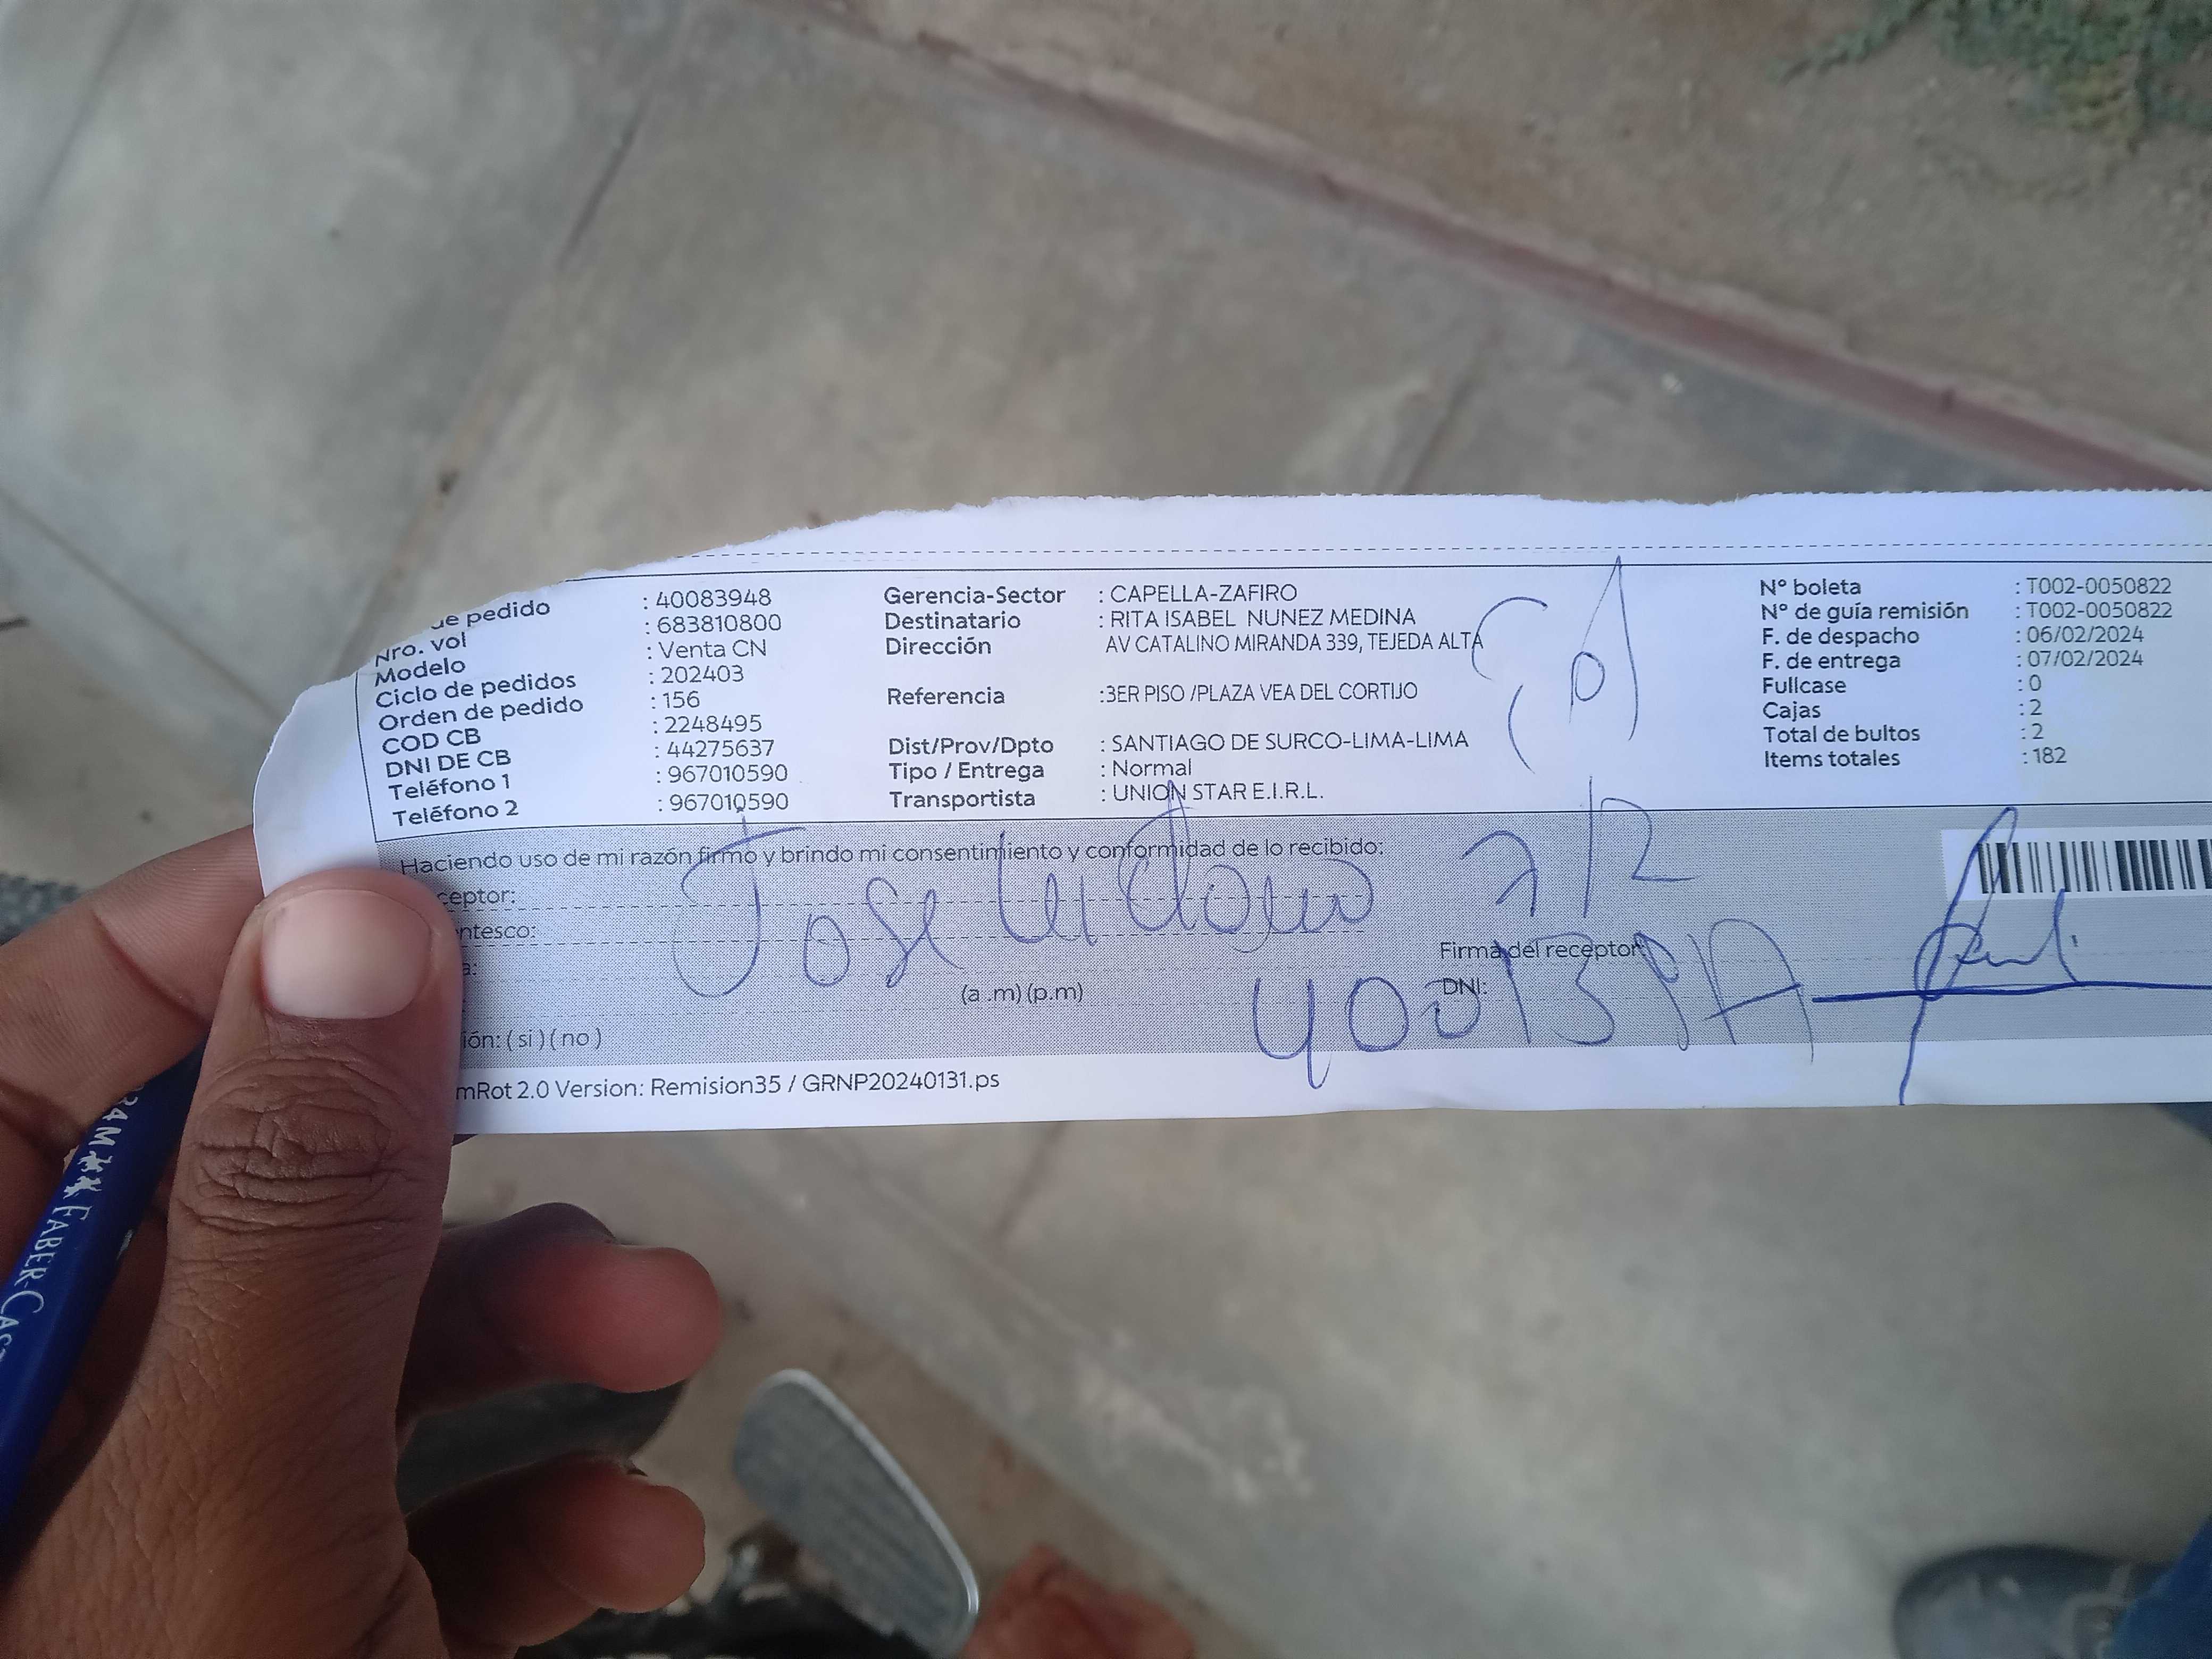 de pedido : 40083948
Nro. vol : 683810800
Modelo : Venta CN
Ciclo de pedidos : 202403
Orden de pedido : 156
COD CB : 2248495
DNI DE CB : 44275637
Teléfono 1 : 967010590
Teléfono 2 : 967010590
Gerencia-Sector : CAPELLA-ZAFIRO
Destinatario : RITA ISABEL NUNEZ MEDINA
Dirección AV CATALINO MIRANDA 339, TEJEDA ALTA
Referencia :3ER PISO /PLAZA VEA DEL CORTIJO
Dist/Prov/Dpto : SANTIAGO DE SURCO-LIMA-LIMA
Tipo / Entrega : Normal
Transportista : UNION STAR E.I.R.L.
N° boleta : T002-0050822
N° de guía remisión : T002-0050822
F. de despacho : 06/02/2024
F. de entrega : 07/02/2024
Fullcase : 0
Cajas : 2
Total de bultos : 2
Items totales : 182
Haciendo uso de mi razón firmo y brindo mi consentimiento y conformidad de lo recibido:
ceptor: Jose 7/2
ntesco:
a:
Firma del receptor:
(a .m) (p.m)
DNI:
ión: ( si ) ( no )
mRot 2.0 Version: Remision35 / GRNP20240131.ps
FABER-CAST